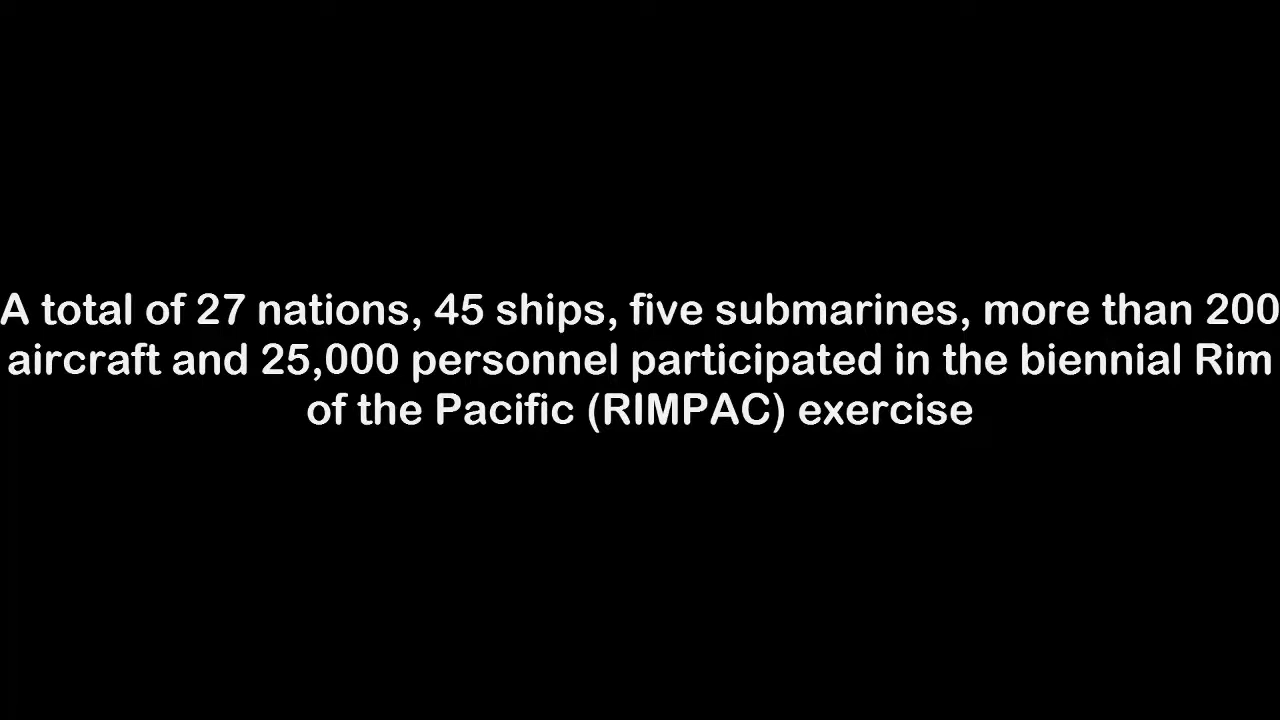 A total of 27 nations, 45 ships, five submarines, more than 200
aircraft and 25,000 personnel participated in the biennial Rim
of the Pacific (RIMPAC) exercise